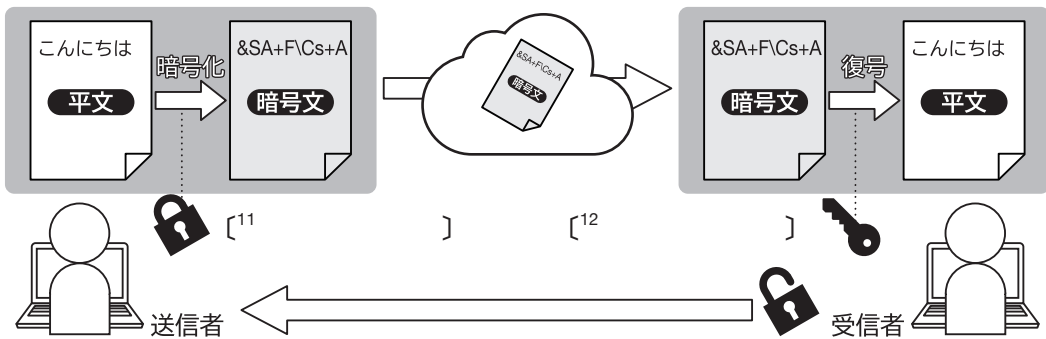 こんにちは
平文
暗号化
&SA+F\Cs+A
暗号文
&SA+F\Cs+A
暗号文
&SA+F\Cs+A
暗号文
復号
こんにちは
平文
〔11 〕
〔12 〕
送信者
受信者